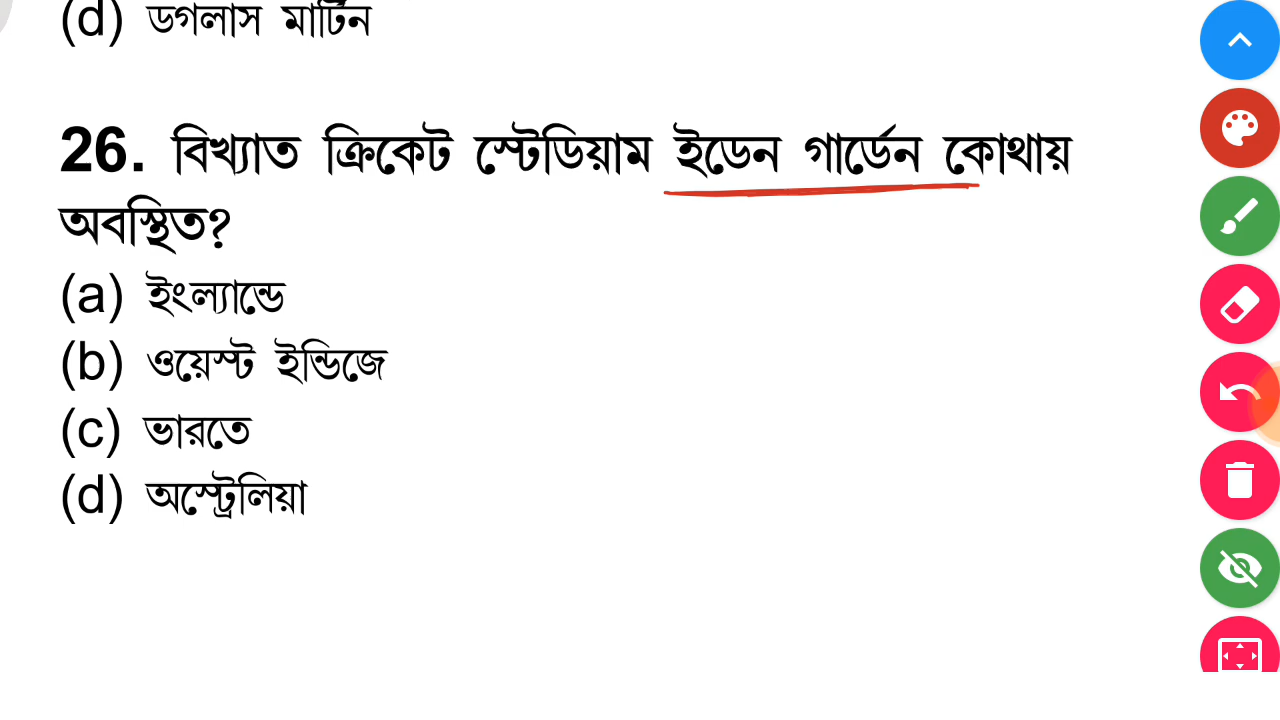 (d) ডগলাস মার্টিন
26. বিখ্যাত ক্রিকেট স্টেডিয়াম ইডেন গার্ডেন কোথায়
অবস্থিত?
(a) ইংল্যান্ডে
(b) ওয়েস্ট ইন্ডিজে
(c) ভারতে
(d) অস্ট্রেলিয়া